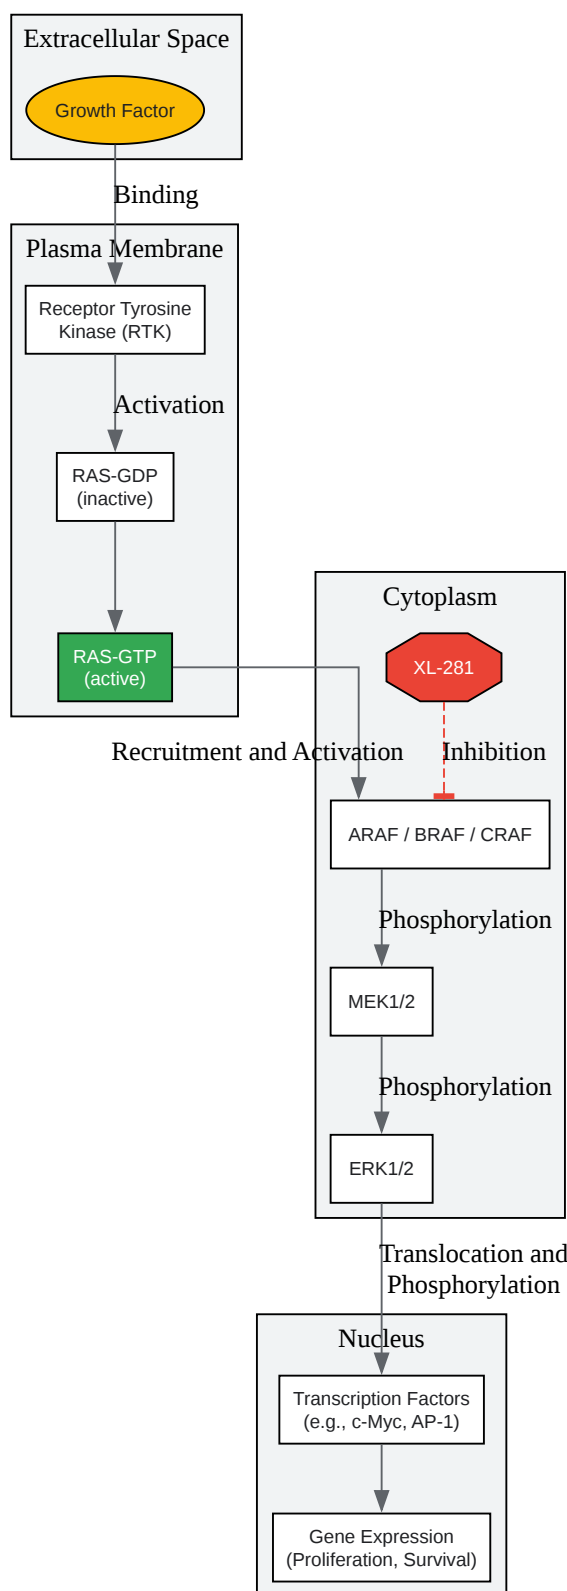 Extracellular Space
Growth Factor
Binding
Plasma Membrane
Receptor Tyrosine
Kinase (RTK)
Activation
RAS-GDP
(inactive)
RAS-GTP
(active)
Cytoplasm
XL-281
Recruitment and Activation
Inhibition
ARAF / BRAF / CRAF
Phosphorylation
MEK1/2
Phosphorylation
ERK1/2
Translocation and
Phosphorylation
Nucleus
Transcription Factors
(e.g., c-Myc, AP-1)
Gene Expression
(Proliferation, Survival)